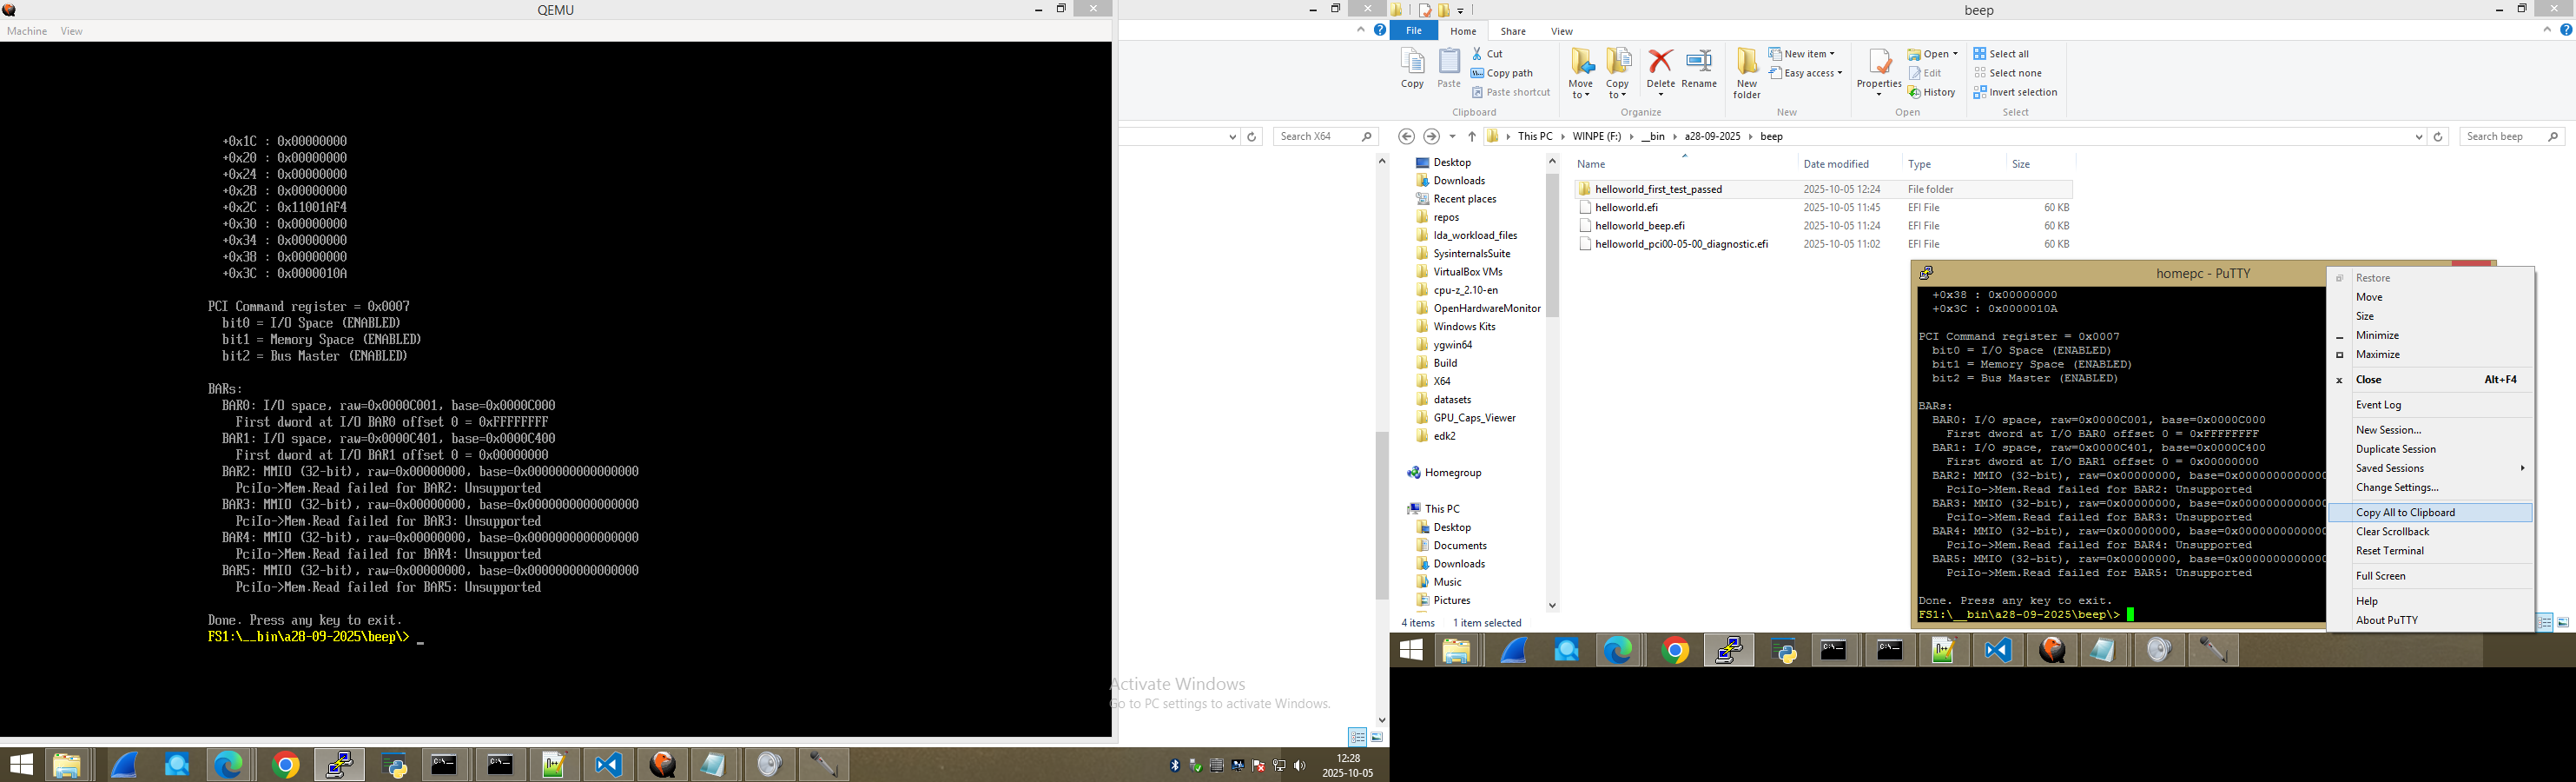 QEMU
Machine View
+0x1C : 0x00000000
+0x20 : 0x00000000
+0x24 : 0x00000000
+0x28 : 0x00000000
+0x2C : 0x11001AF4
+0x30 : 0x00000000
+0x34 : 0x00000000
+0x38 : 0x00000000
+0x3C : 0x0000010A
PCI Command register = 0x0007
bit0 = I/O Space (ENABLED)
bit1 = Memory Space (ENABLED)
bit2 = Bus Master (ENABLED)
BARs:
BAR0: I/O space, raw=0x0000C001, base=0x0000C000
First dword at I/O BAR0 offset 0 = 0xFFFFFFFF
BAR1: I/O space, raw=0x0000C401, base=0x0000C400
First dword at I/O BAR1 offset 0 = 0x00000000
BAR2: MMIO (32-bit), raw=0x00000000, base=0x0000000000000000
PciIo->Mem.Read failed for BAR2: Unsupported
BAR3: MMIO (32-bit), raw=0x00000000, base=0x0000000000000000
PciIo->Mem.Read failed for BAR3: Unsupported
BAR4: MMIO (32-bit), raw=0x00000000, base=0x0000000000000000
PciIo->Mem.Read failed for BAR4: Unsupported
BAR5: MMIO (32-bit), raw=0x00000000, base=0x0000000000000000
PciIo->Mem.Read failed for BAR5: Unsupported
Done. Press any key to exit.
FS1:\__bin\a28-09-2025\beep\> _
Search X64
Activate Windows
Go to PC settings to activate Windows.
12:28
2025-10-05
beep
File Home Share View
Copy
Paste
Cut
Copy path
Paste shortcut
Clipboard
Move to
Copy to
Delete
Rename
Organize
New folder
New item
Easy access
New
Properties
Open
Edit
History
Open
Select all
Select none
Invert selection
Select
This PC WINPE (F:) __bin a28-09-2025 beep
Search beep
Desktop
Downloads
Recent places
repos
lda_workload_files
SysinternalsSuite
VirtualBox VMs
cpu-z_2.10-en
OpenHardwareMonitor
Windows Kits
ygwin64
Build
X64
datasets
GPU_Caps_Viewer
edk2
Homegroup
This PC
Desktop
Documents
Downloads
Music
Pictures
Name Date modified Type Size
helloworld_first_test_passed 2025-10-05 12:24 File folder
helloworld.efi 2025-10-05 11:45 EFI File 60 KB
helloworld_beep.efi 2025-10-05 11:24 EFI File 60 KB
helloworld_pci00-05-00_diagnostic.efi 2025-10-05 11:02 EFI File 60 KB
4 items 1 item selected
homepc - PuTTY
+0x38 : 0x00000000
+0x3C : 0x0000010A
PCI Command register = 0x0007
bit0 = I/O Space (ENABLED)
bit1 = Memory Space (ENABLED)
bit2 = Bus Master (ENABLED)
BARs:
BAR0: I/O space, raw=0x0000C001, base=0x0000C000
First dword at I/O BAR0 offset 0 = 0xFFFFFFFF
BAR1: I/O space, raw=0x0000C401, base=0x0000C400
First dword at I/O BAR1 offset 0 = 0x00000000
BAR2: MMIO (32-bit), raw=0x00000000, base=0x00000000000000
PciIo->Mem.Read failed for BAR2: Unsupported
BAR3: MMIO (32-bit), raw=0x00000000, base=0x00000000000000
PciIo->Mem.Read failed for BAR3: Unsupported
BAR4: MMIO (32-bit), raw=0x00000000, base=0x00000000000000
PciIo->Mem.Read failed for BAR4: Unsupported
BAR5: MMIO (32-bit), raw=0x00000000, base=0x00000000000000
PciIo->Mem.Read failed for BAR5: Unsupported
Done. Press any key to exit.
FS1:\__bin\a28-09-2025\beep\>
Restore
Move
Size
Minimize
Maximize
Close Alt+F4
Event Log
New Session...
Duplicate Session
Saved Sessions
Change Settings...
Copy All to Clipboard
Clear Scrollback
Reset Terminal
Full Screen
Help
About PuTTY